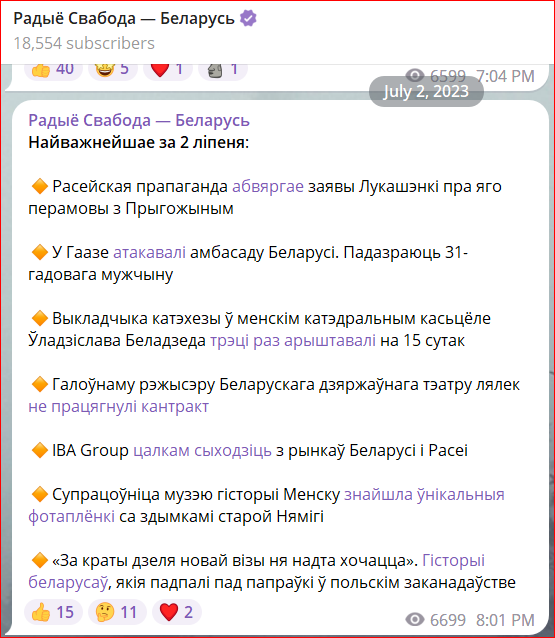 Радыё Свабода — Беларусь
18,554 subscribers
40 5 1 1 6599 7:04 PM
July 2, 2023
Радыё Свабода — Беларусь
Найважнейшае за 2 ліпеня:
Расейская прапаганда абвяргае заявы Лукашэнкі пра яго
перамовы з Прыгожыным
У Гаазе атакавалі амбасаду Беларусі. Падазраюць 31-
гадовага мужчыну
Выкладчыка катэхезы ў менскім катэдральным касьцёле
Ўладзіслава Беладзеда трэці раз арыштавалі на 15 сутак
Галоўнаму рэжысэру Беларускага дзяржаўнага тэатру лялек
не працягнулі кантракт
IBA Group цалкам сыходзіць з рынкаў Беларусі і Расеі
Супрацоўніца музэю гісторыі Менску знайшла ўнікальныя
фотаплёнкі са здымкамі старой Нямігі
«За краты дзеля новай візы ня надта хочацца». Гісторыі
беларусаў, якія падпалі пад папраўкі ў польскім заканадаўстве
15 11 2 6699 8:01 PM